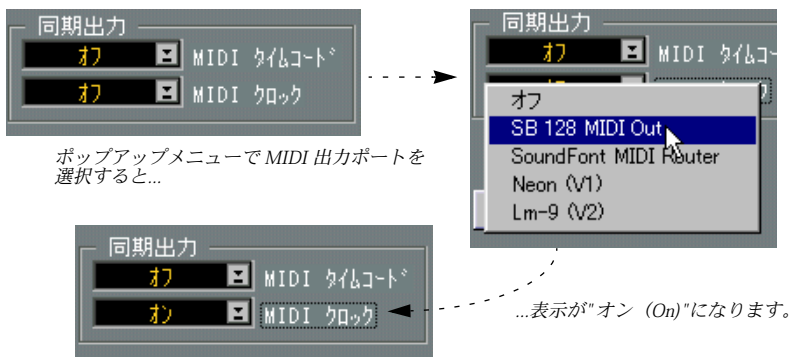 同期出力
オフ MIDI タイムコード
オフ MIDI クロック
ポップアップメニューで MIDI 出力ポートを
選択すると...
同期出力
オフ MIDI タイムコー
オフ
SB 128 MIDI Out
SoundFont MIDI Router
Neon (V1)
Lm-9 (V2)
同期出力
オフ MIDI タイムコード
オン MIDI クロック
...表示が"オン（On)"になります。